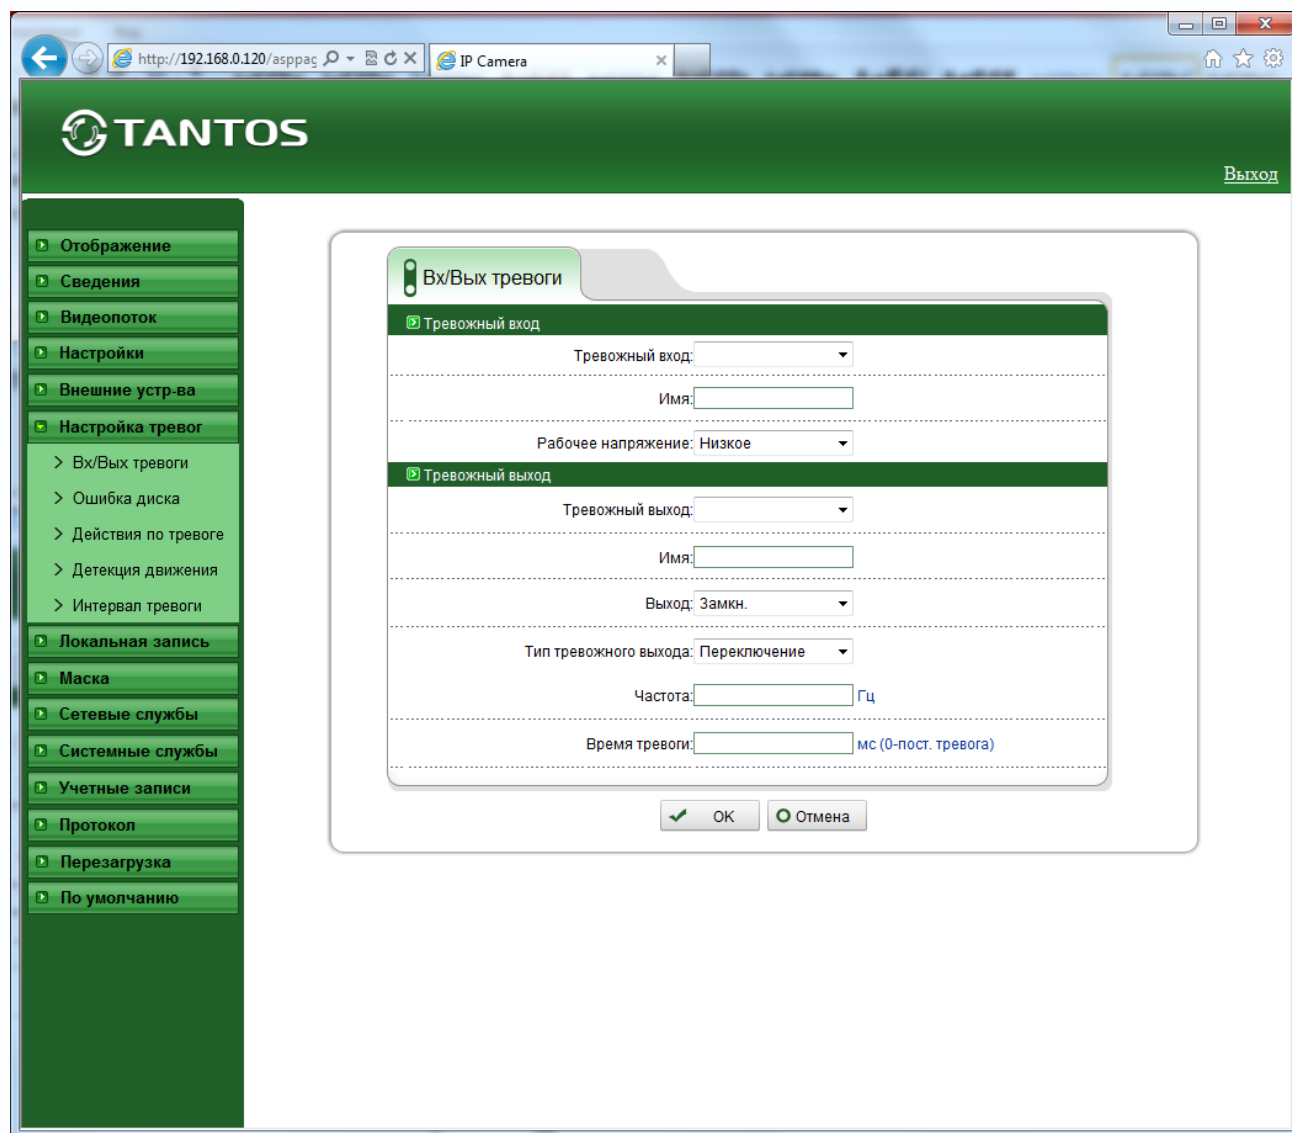 http://192.168.0.120/asppag
IP Camera
TANTOS
Выход
Отображение
Сведения
Видеопоток
Настройки
Внешние устр-ва
Настройка тревог
> Вх/Вых тревоги
> Ошибка диска
> Действия по тревоге
> Детекция движения
> Интервал тревоги
Локальная запись
Маска
Сетевые службы
Системные службы
Учетные записи
Протокол
Перезагрузка
По умолчанию
Вх/Вых тревоги
Тревожный вход
Тревожный вход:
Имя:
Рабочее напряжение: Низкое
Тревожный выход
Тревожный выход:
Имя:
Выход: Замкн.
Тип тревожного выхода: Переключение
Частота: Гц
Время тревоги: мс (0-пост. тревога)
OK Отмена